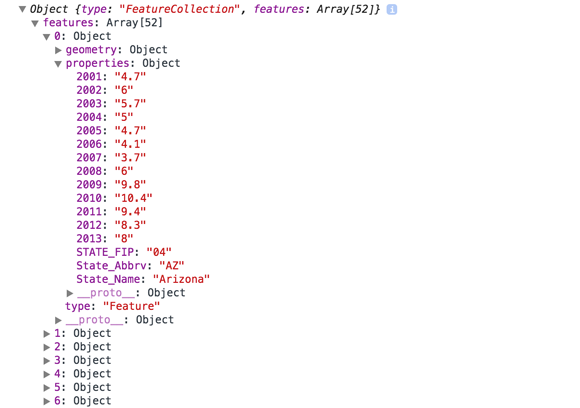 Object {type: "FeatureCollection", features: Array[52]} i
features: Array[52]
0: Object
geometry: Object
properties: Object
2001: "4.7"
2002: "6"
2003: "5.7"
2004: "5"
2005: "4.7"
2006: "4.1"
2007: "3.7"
2008: "6"
2009: "9.8"
2010: "10.4"
2011: "9.4"
2012: "8.3"
2013: "8"
STATE_FIP: "04"
State_Abbrv: "AZ"
State_Name: "Arizona"
__proto__: Object
type: "Feature"
__proto__: Object
1: Object
2: Object
3: Object
4: Object
5: Object
6: Object